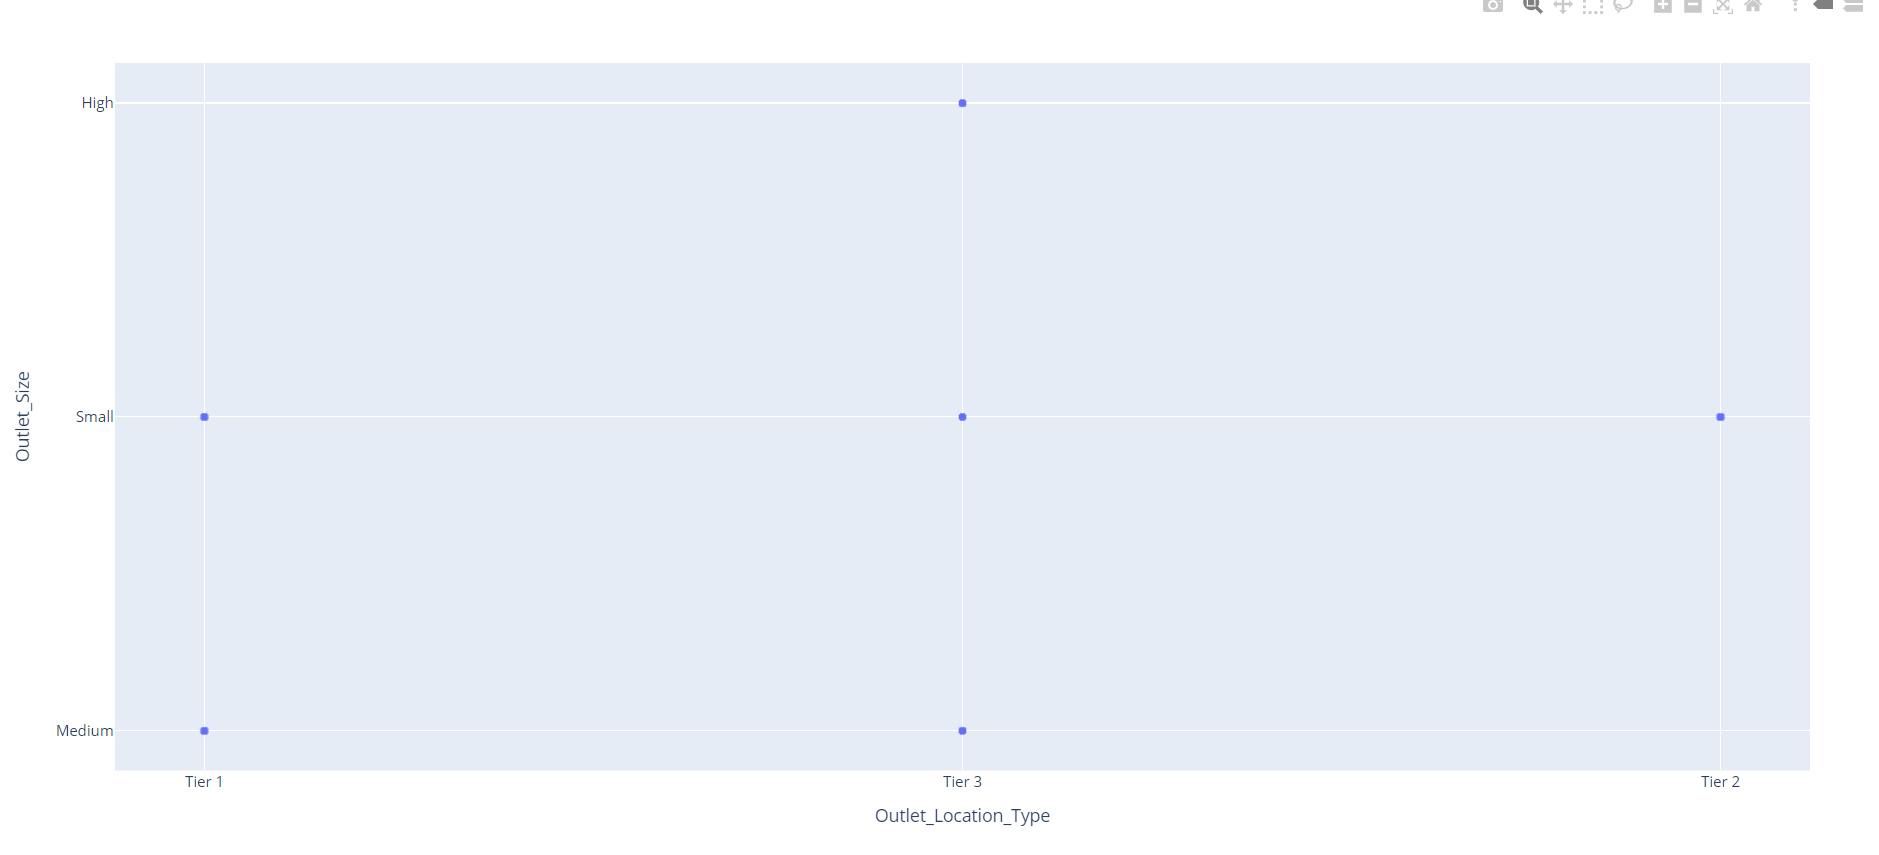 High
Small
Medium
Outlet_Size
Tier 1
Tier 3
Tier 2
Outlet_Location_Type